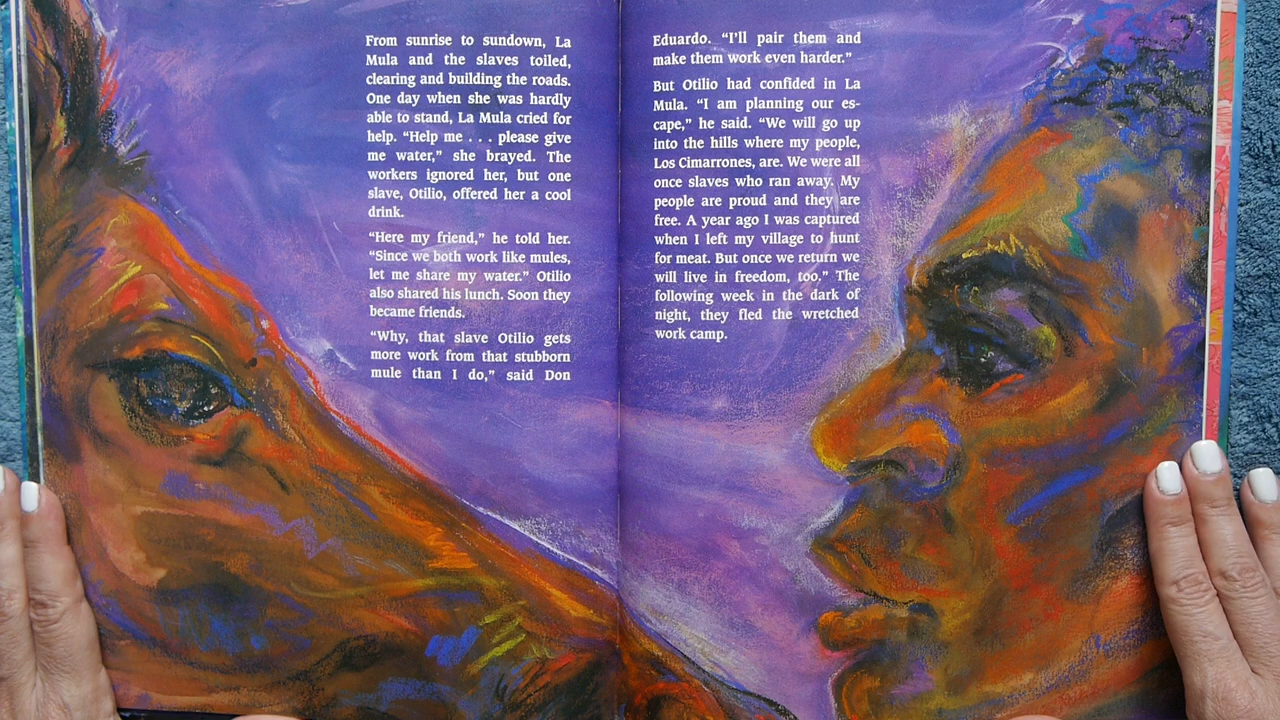 From sunrise to sundown, La
Mula and the slaves toiled,
clearing and building the roads.
One day when she was hardly
able to stand, La Mula cried for
help. “Help me . . . please give
me water,” she brayed. The
workers ignored her, but one
slave, Otilio, offered her a cool
drink.
“Here my friend,” he told her.
“Since we both work like mules,
let me share my water.” Otilio
also shared his lunch. Soon they
became friends.
“Why, that slave Otilio gets
more work from that stubborn
mule than I do,” said Don
Eduardo. “I’ll pair them and
make them work even harder.”
But Otilio had confided in La
Mula. “I am planning our es-
cape,” he said. “We will go up
into the hills where my people,
Los Cimarrones, are. We were all
once slaves who ran away. My
people are proud and they are
free. A year ago I was captured
when I left my village to hunt
for meat. But once we return we
will live in freedom, too.” The
following week in the dark of
night, they fled the wretched
work camp.